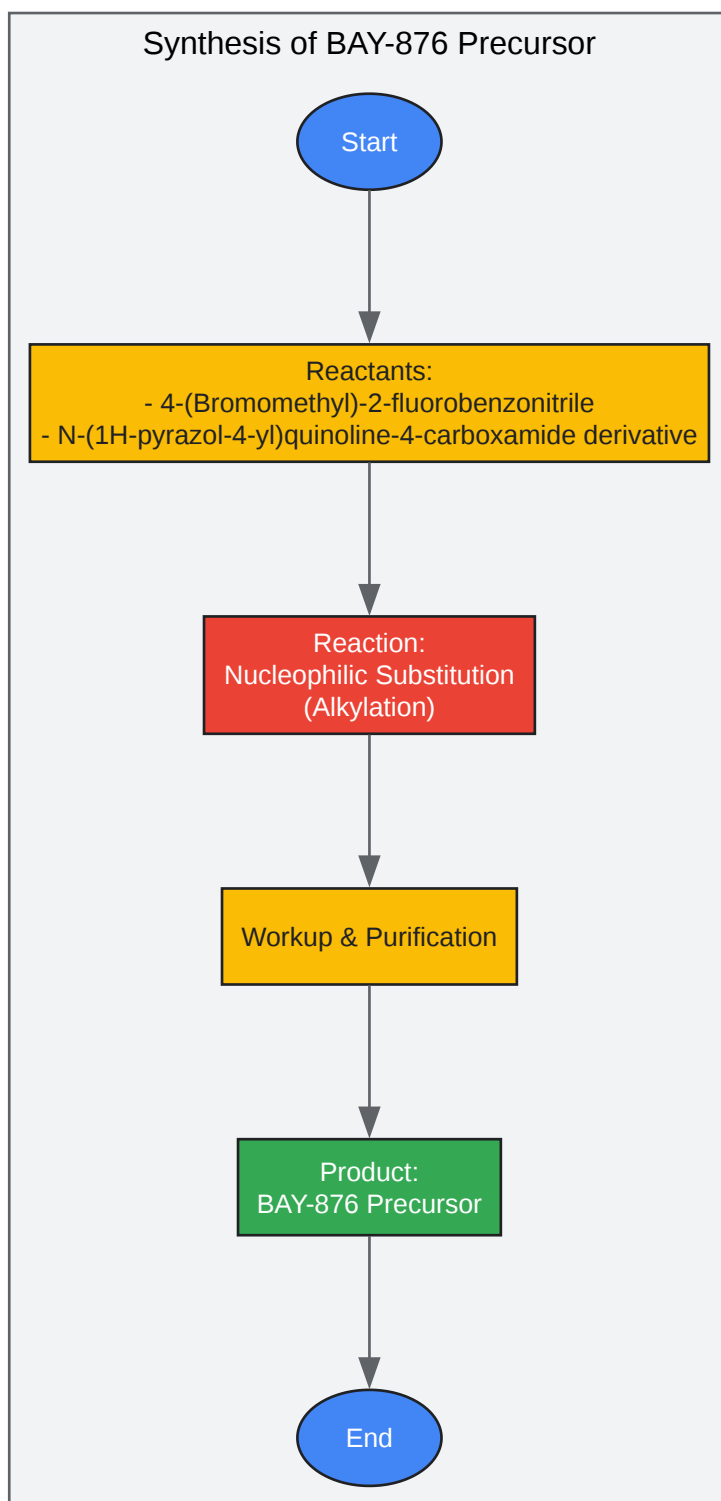 Synthesis of BAY-876 Precursor
Start
Reactants:
- 4-(Bromomethyl)-2-fluorobenzonitrile
- N-(1H-pyrazol-4-yl)quinoline-4-carboxamide derivative
Reaction:
Nucleophilic Substitution
(Alkylation)
Workup & Purification
Product:
BAY-876 Precursor
End